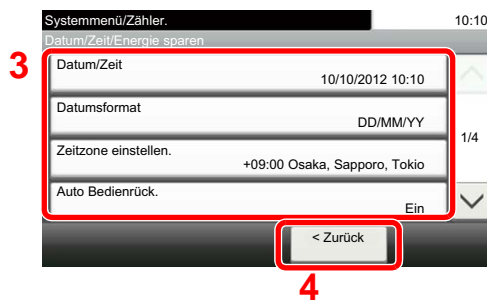 Systemmenü/Zähler. 10:10
Datum/Zeit/Energie sparen
3
Datum/Zeit
10/10/2012 10:10
Datumsformat
DD/MM/YY
1/4
Zeitzone einstellen.
+09:00 Osaka, Sapporo, Tokio
Auto Bedienrück.
Ein
< Zurück
4